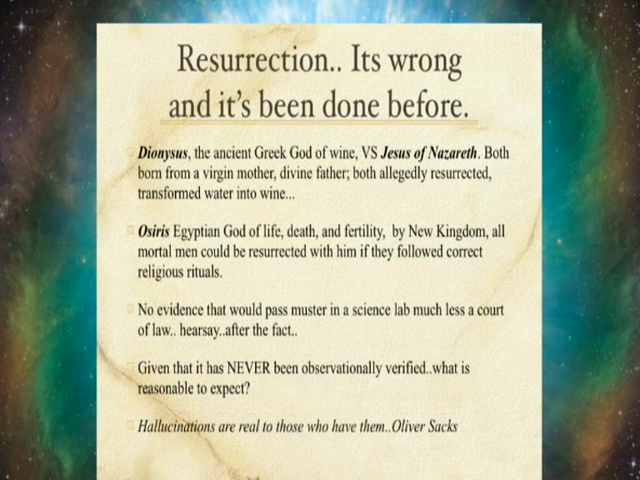 Resurrection.. Its wrong
and it's been done before.
Dionysus, the ancient Greek God of wine, VS Jesus of Nazareth. Both
born from a virgin mother, divine father; both allegedly resurrected,
transformed water into wine...
Osiris Egyptian God of life, death, and fertility, by New Kingdom, all
mortal men could be resurrected with him if they followed correct
religious rituals.
No evidence that would pass muster in a science lab much less a court
of law.. hearsay..after the fact..
Given that it has NEVER been observationally verified..what is
reasonable to expect?
Hallucinations are real to those who have them..Oliver Sacks